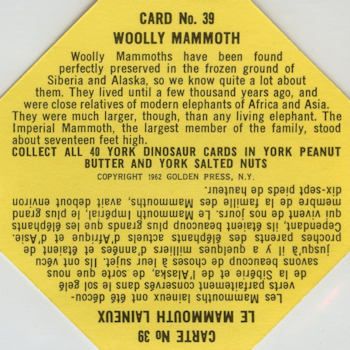 CARD No. 39
WOOLLY MAMMOTH
Woolly Mammoths have been found
perfectly preserved in the frozen ground of
Siberia and Alaska, so we know quite a lot about
them. They lived until a few thousand years ago, and
were close relatives of modern elephants of Africa and Asia.
They were much larger, though, than any living elephant. The
Imperial Mammoth, the largest member of the family, stood
about seventeen feet high.
COLLECT ALL 40 YORK DINOSAUR CARDS IN YORK PEANUT
BUTTER AND YORK SALTED NUTS
COPYRIGHT 1962 GOLDEN PRESS, N.Y.
CARTE No 39
LE MAMMOUTH LAINEUX
Les Mammouths laineux ont été décou-
verts parfaitement conservés dans le sol gelé
de la Sibérie et de l'Alaska, de sorte que nous
savons beaucoup de choses à leur sujet. Ils ont vécu
jusqu'à il y a quelques milliers d'années et étaient de
proches parents des éléphants actuels d'Afrique et d'Asie.
Cependant, ils étaient beaucoup plus gros que les éléphants
qui vivent de nos jours. Le Mammouth Impérial, le plus grand
membre de la famille des Mammouths, avait debout environ
dix-sept pieds de hauteur.